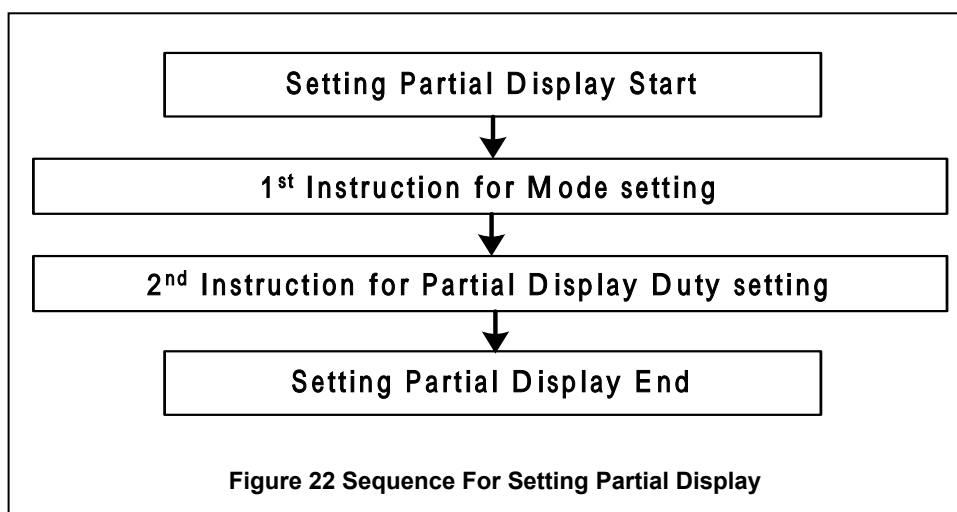 Setting Partial Display Start
1st Instruction for Mode setting
2nd Instruction for Partial Display Duty setting
Setting Partial Display End
Figure 22 Sequence For Setting Partial Display